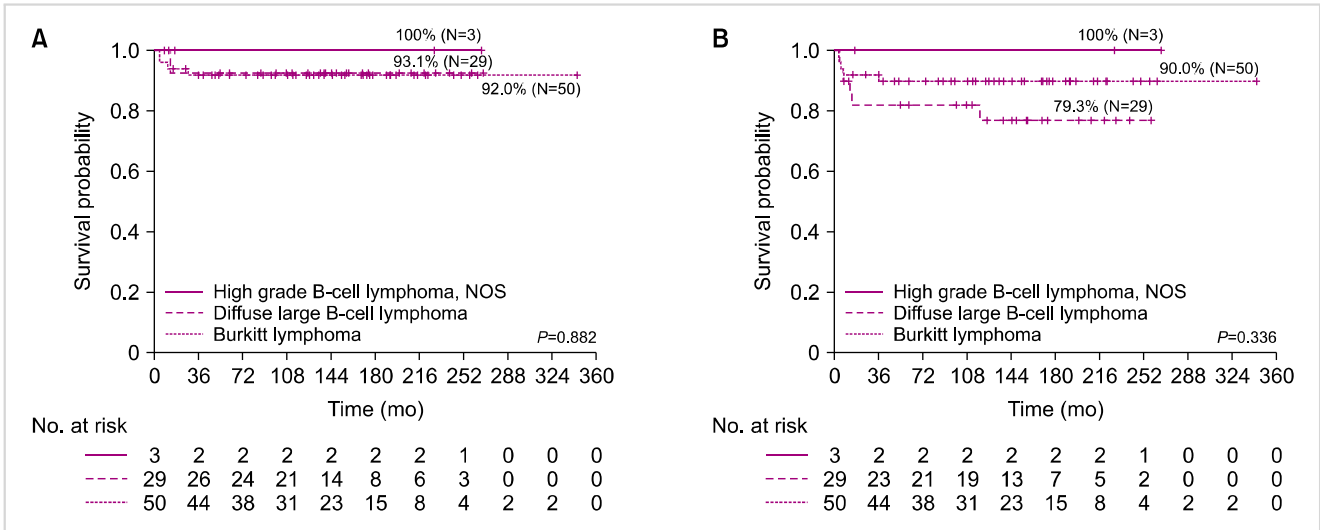 A
100% (N=3)
93.1% (N=29)
92.0% (N=50)
1.0
0.8
0.6
0.4
0.2
0
Survival probability
High grade B-cell lymphoma, NOS
Diffuse large B-cell lymphoma
Burkitt lymphoma
P=0.882
0 36 72 108 144 180 216 252 288 324 360
Time (mo)
No. at risk
3 2 2 2 2 2 2 1 0 0 0
29 26 24 21 14 8 6 3 0 0 0
50 44 38 31 23 15 8 4 2 2 0
B
100% (N=3)
90.0% (N=50)
79.3% (N=29)
1.0
0.8
0.6
0.4
0.2
0
Survival probability
High grade B-cell lymphoma, NOS
Diffuse large B-cell lymphoma
Burkitt lymphoma
P=0.336
0 36 72 108 144 180 216 252 288 324 360
Time (mo)
No. at risk
3 2 2 2 2 2 2 1 0 0 0
29 23 21 19 13 7 5 2 0 0 0
50 44 38 31 23 15 8 4 2 2 0